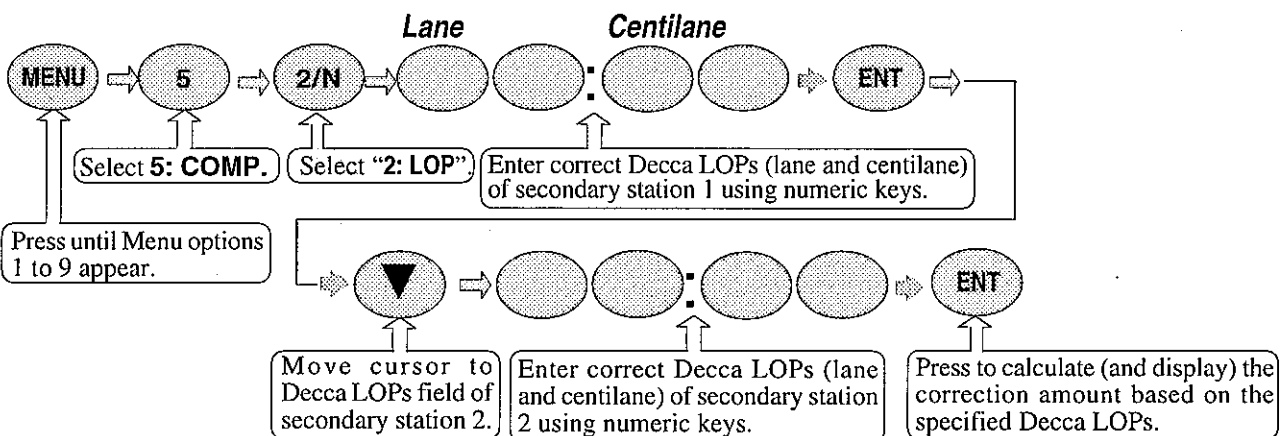 Lane Centilane
MENU 5 2/N : ENT
Select 5: COMP.
Select "2: LOP".
Enter correct Decca LOPs (lane and centilane)
of secondary station 1 using numeric keys.
Press until Menu options
1 to 9 appear.
▼ : ENT
Move cursor to
Decca LOPs field of
secondary station 2.
Enter correct Decca LOPs (lane
and centilane) of secondary station
2 using numeric keys.
Press to calculate (and display) the
correction amount based on the
specified Decca LOPs.